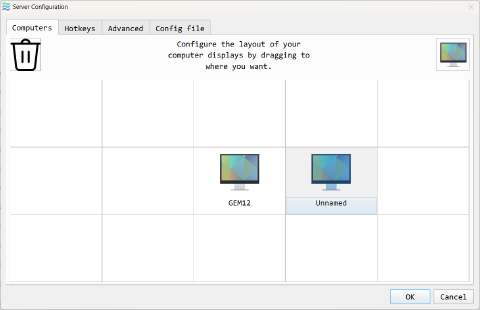 Server Configuration
Computers Hotkeys Advanced Config file
Configure the layout of your
computer displays by dragging to
where you want.
GEM12 Unnamed
OK Cancel